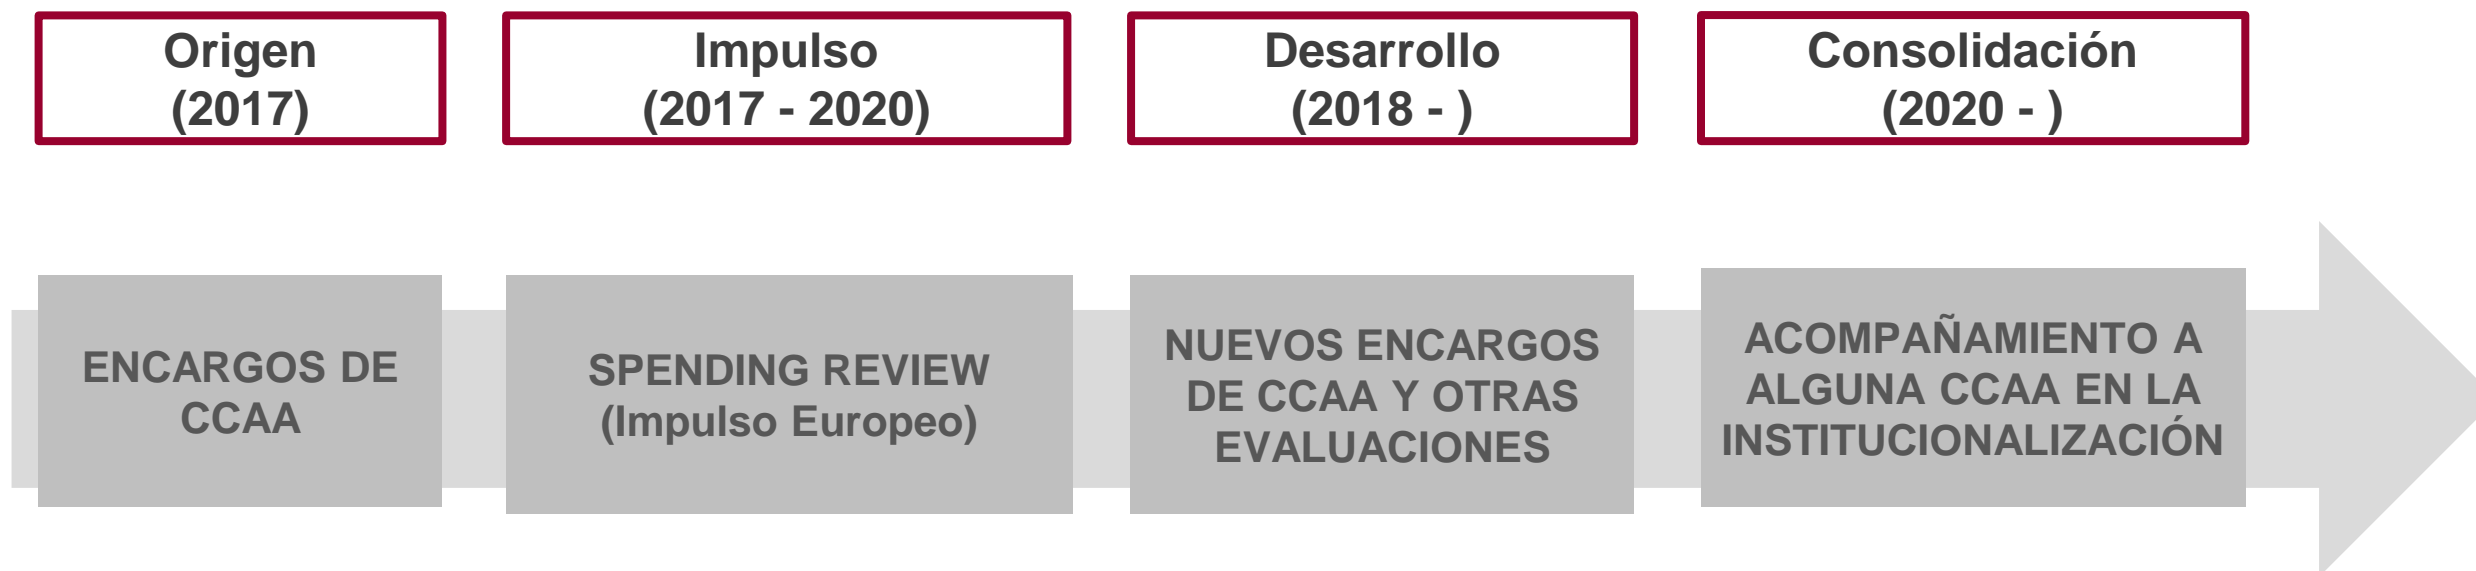 Origen
(2017)
Impulso
(2017 - 2020)
Desarrollo
(2018 - )
Consolidación
(2020 - )
ENCARGOS DE
CCAA
SPENDING REVIEW
(Impulso Europeo)
NUEVOS ENCARGOS
DE CCAA Y OTRAS
EVALUACIONES
ACOMPAÑAMIENTO A
ALGUNA CCAA EN LA
INSTITUCIONALIZACIÓN